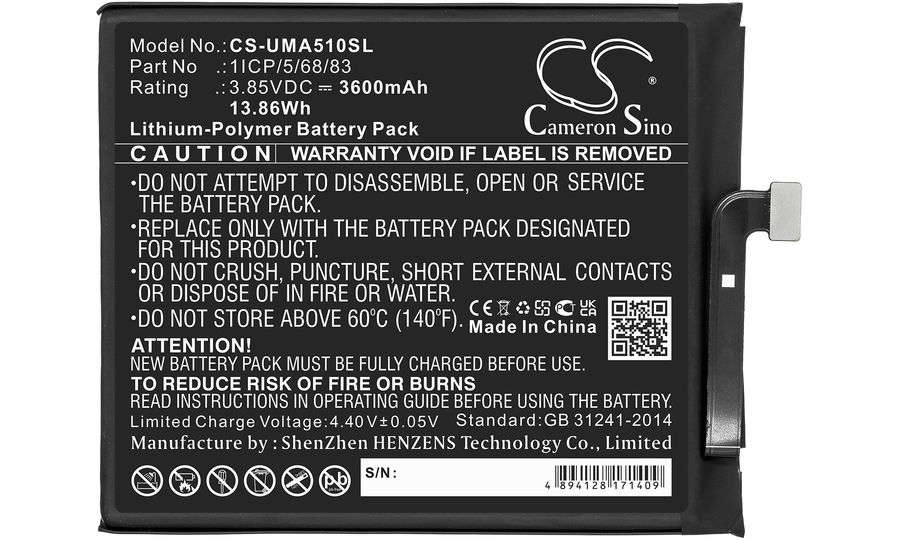 Model No.: CS-UMA510SL
Part No :1ICP/5/68/83
Rating :3.85VDC ⎓ 3600mAh
13.86Wh
Lithium-Polymer Battery Pack
CS
®
Cameron Sino
CAUTION WARRANTY VOID IF LABEL IS REMOVED
•DO NOT ATTEMPT TO DISASSEMBLE, OPEN OR SERVICE
THE BATTERY PACK.
•REPLACE ONLY WITH THE BATTERY PACK DESIGNATED
FOR THIS PRODUCT.
•DO NOT CRUSH, PUNCTURE, SHORT EXTERNAL CONTACTS
OR DISPOSE OF IN FIRE OR WATER.
•DO NOT STORE ABOVE 60°C (140°F).
CE UK CA
Made In China
ATTENTION!
NEW BATTERY PACK MUST BE FULLY CHARGED BEFORE USE.
TO REDUCE RISK OF FIRE OR BURNS
READ INSTRUCTIONS IN OPERATING GUIDE BEFORE USING THE BATTERY.
Limited Charge Voltage:4.40V±0.05V Standard:GB 31241-2014
Manufacture by : ShenZhen HENZENS Technology Co., Limited
Pb
S/N:
4 894128 171409